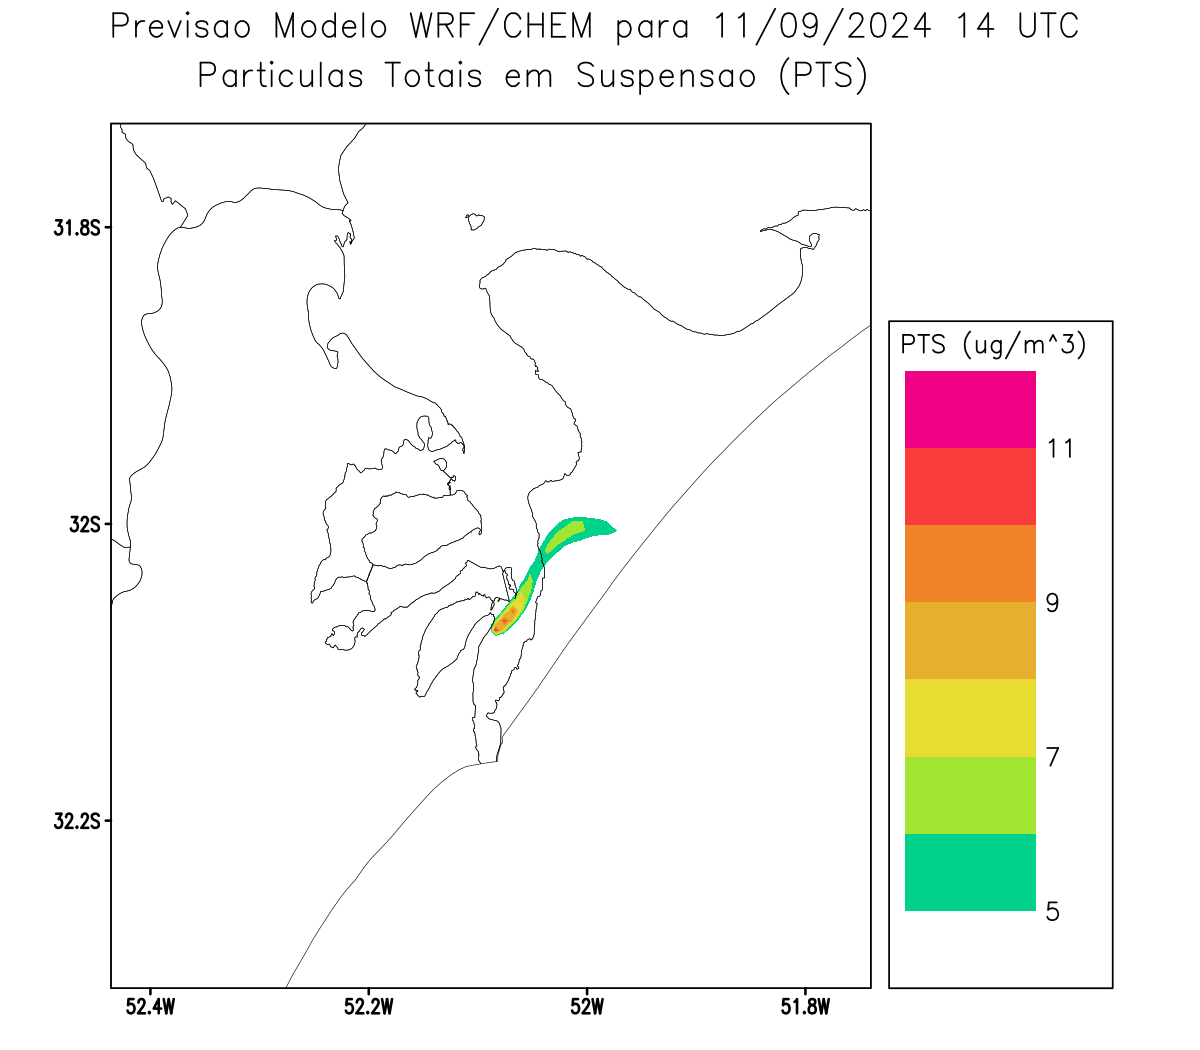 Previsao Modelo WRF/CHEM para 11/09/2024 14 UTC
Particulas Totais em Suspensao (PTS)
31.8S
32S
32.2S
52.4W
52.2W
52W
51.8W
PTS (ug/m^3)
11
9
7
5